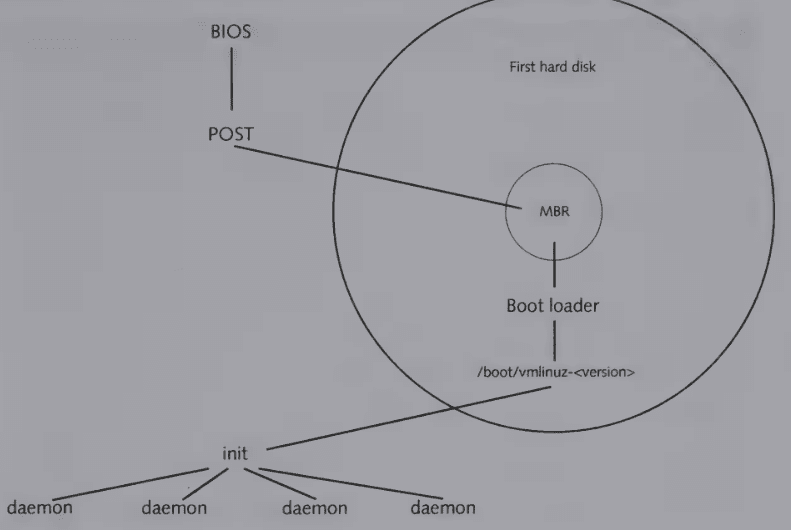 BIOS
First hard disk
POST
MBR
Boot loader
/boot/vmlinuz-<version>
init
daemon
daemon
daemon
daemon